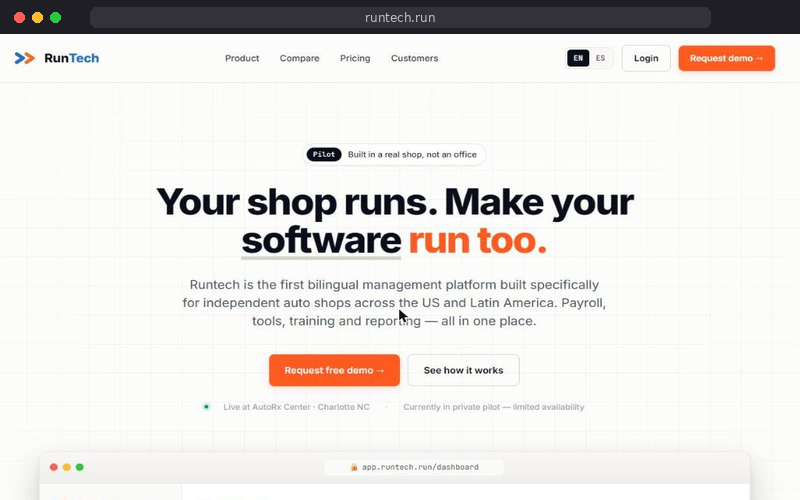 runtech.run
RunTech
Product Compare Pricing Customers
EN ES
Login
Request demo →
Pilot Built in a real shop, not an office
Your shop runs. Make your
software run too.
Runtech is the first bilingual management platform built specifically
for independent auto shops across the US and Latin America. Payroll,
tools, training and reporting — all in one place.
Request free demo → See how it works
Live at AutoRx Center · Charlotte NC · Currently in private pilot — limited availability
app.runtech.run/dashboard